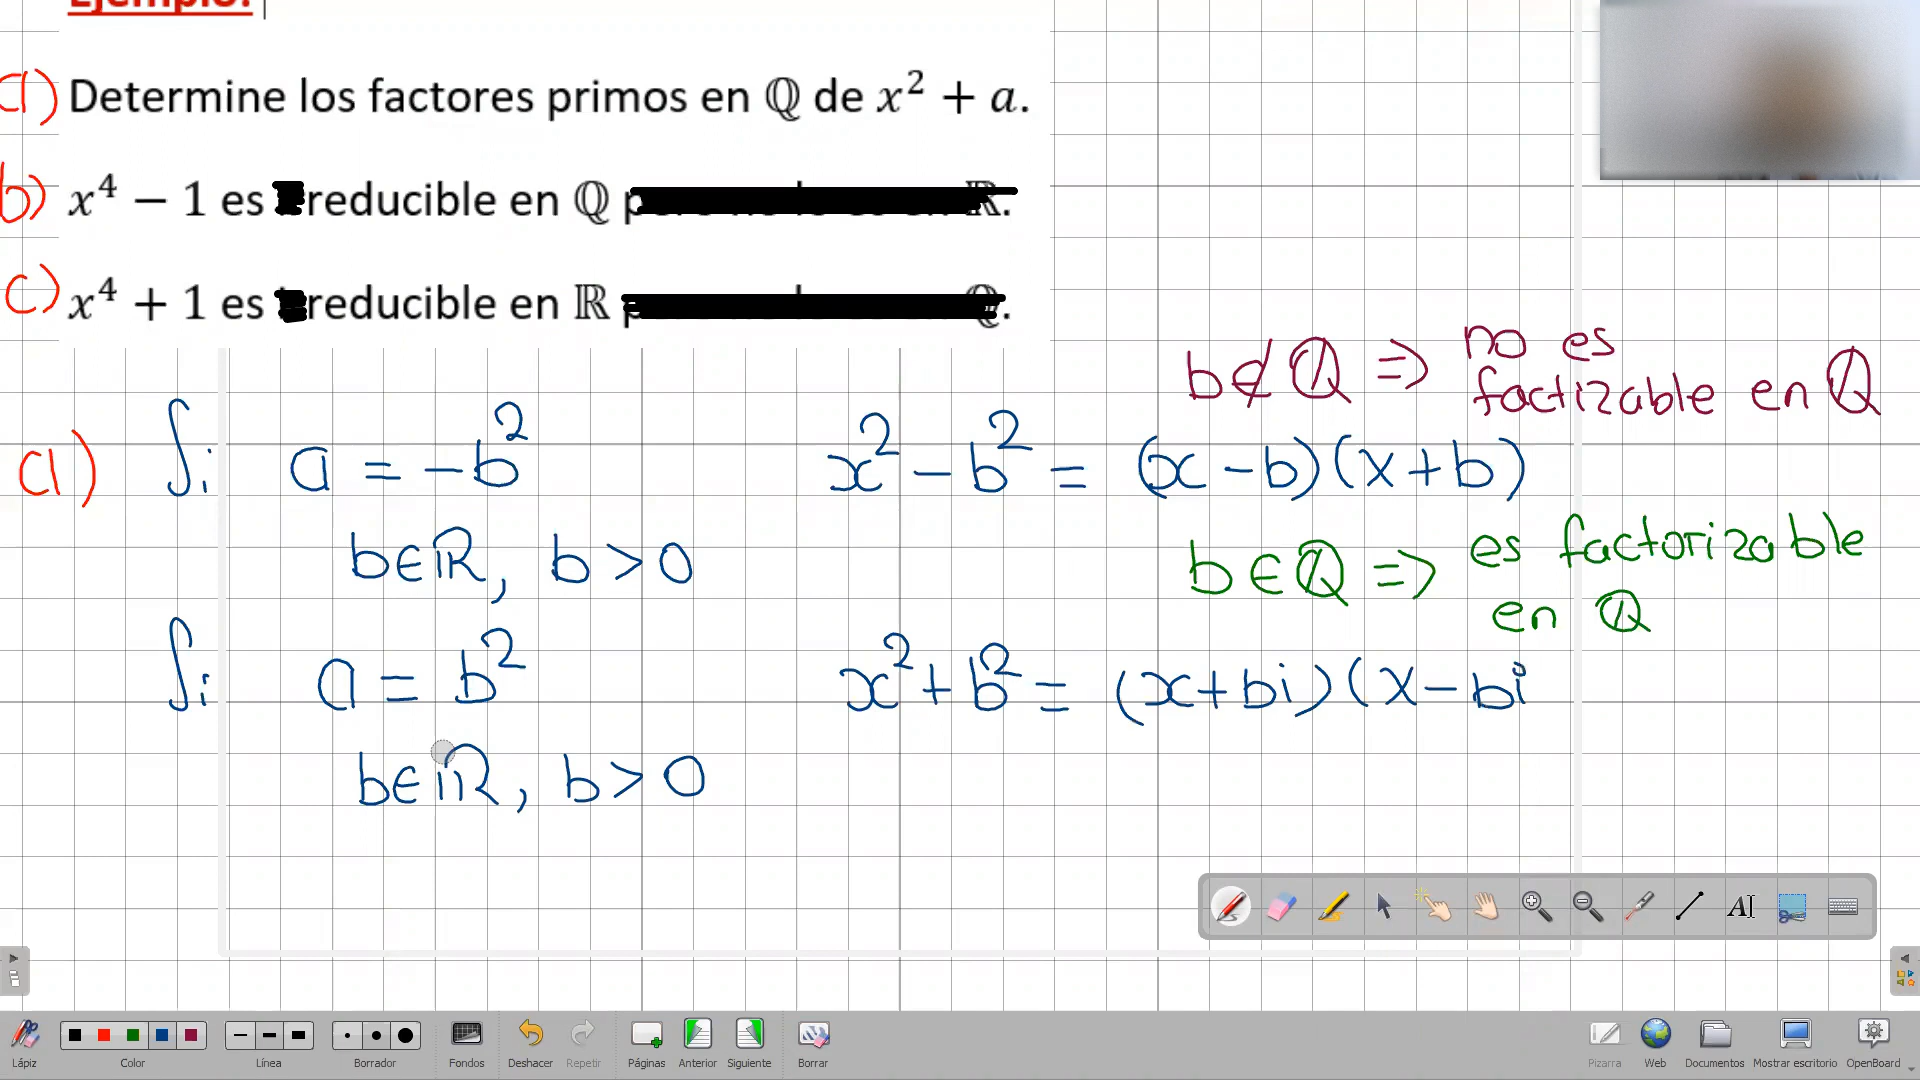 Ejemplo:
a) Determine los factores primos en ℚ de x² + a.
b) x⁴ − 1 es reducible en ℚ
c) x⁴ + 1 es reducible en ℝ
b ∉ ℚ ⇒ no es factizable en ℚ
a) Si a = −b² x² − b² = (x − b)(x + b)
b ∈ ℝ, b > 0
b ∈ ℚ ⇒ es factorizable en ℚ
Si a = b² x² + b² = (x + bi)(x − bi
b ∈ ℝ, b > 0
Lápiz Color Línea Borrador Fondos Deshacer Repetir Páginas Anterior Siguiente Borrar Pizarra Web Documentos Mostrar escritorio OpenBoard